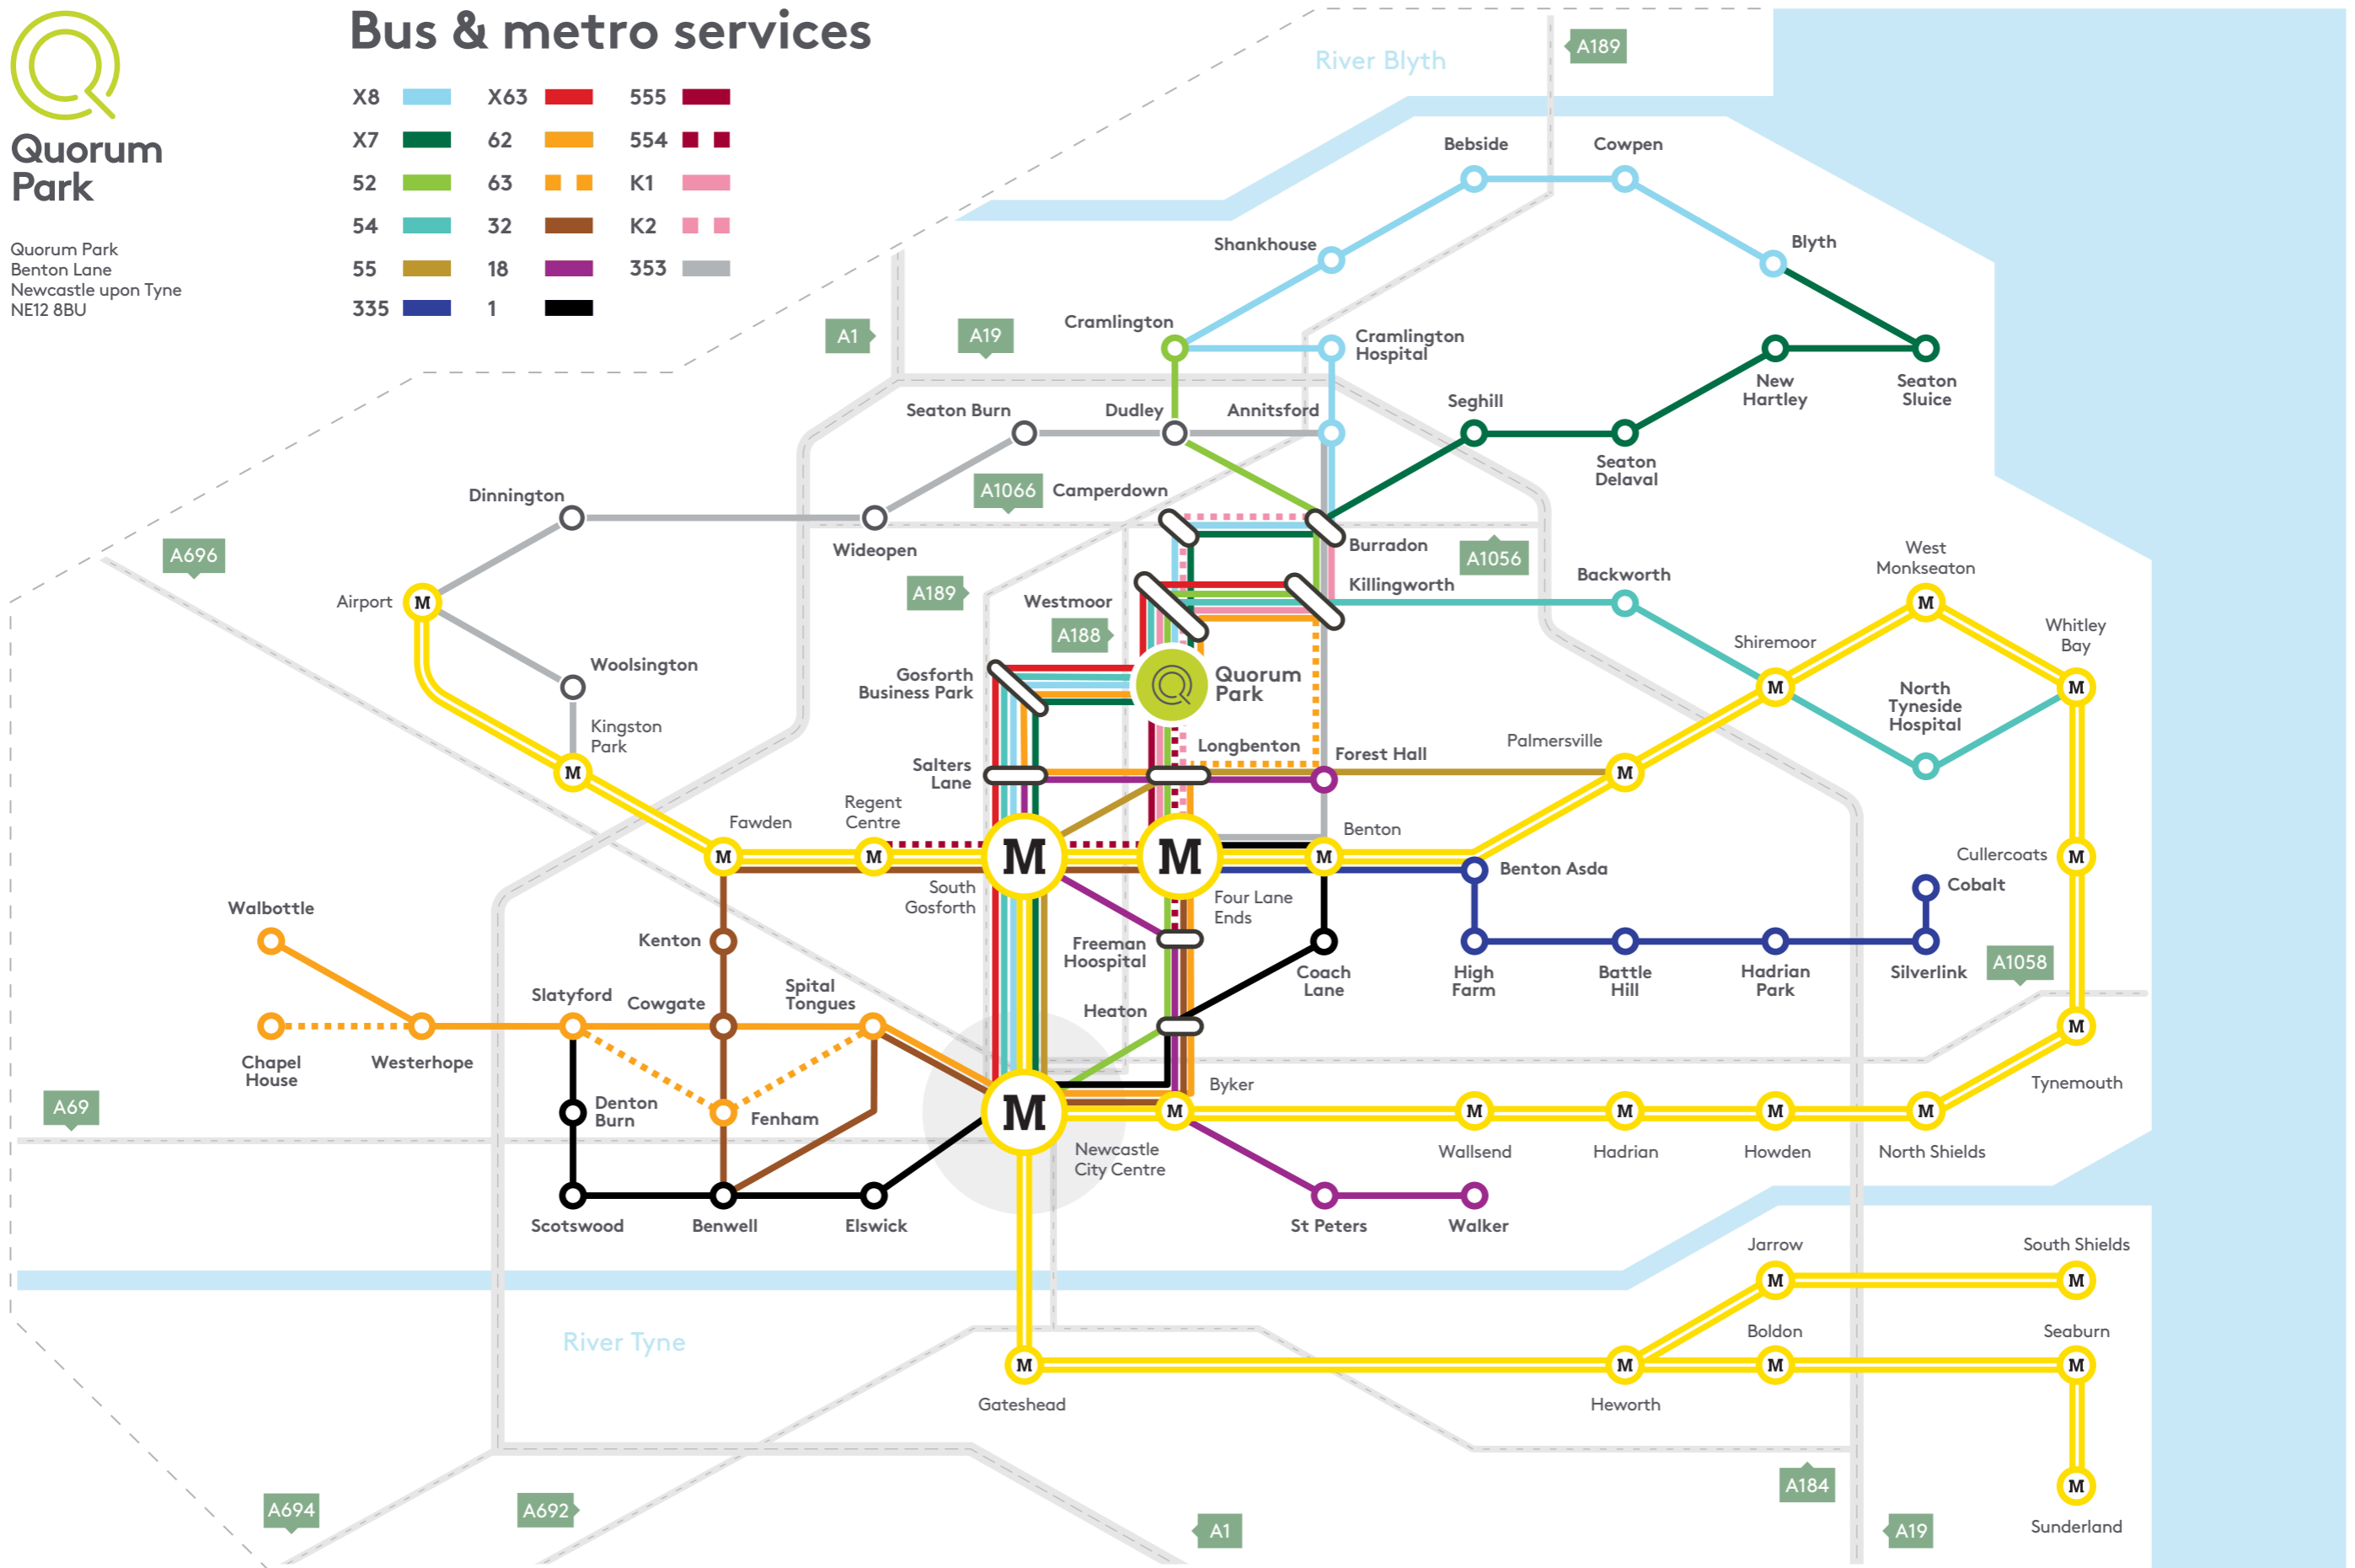 Bus & metro services
Quorum
Park
Quorum Park
Benton Lane
Newcastle upon Tyne
NE12 8BU
X8
X63
555
X7
62
554
52
63
K1
54
32
K2
55
18
353
335
1
River Blyth
A189
Bebside
Cowpen
Shankhouse
Blyth
Cramlington
Cramlington
Hospital
A1
A19
New
Hartley
Seaton
Sluice
Seaton Burn
Dudley
Annitsford
Seghill
Seaton
Delaval
Dinnington
A1066
Camperdown
Wideopen
Burradon
A1056
A696
West
Monkseaton
Backworth
Killingworth
Airport
M
A189
Westmoor
M
A188
Shiremoor
M
Whitley
Bay
M
Woolsington
Gosforth
Business Park
Quorum
Park
North
Tyneside
Hospital
Kingston
Park
M
Salters
Lane
Longbenton
Forest Hall
Palmersville
M
Fawden
M
Regent
Centre
M
M
M
Benton
M
Cullercoats
M
South
Gosforth
Four Lane
Ends
Benton Asda
Cobalt
Walbottle
Kenton
Freeman
Hoospital
Coach
Lane
High
Farm
Battle
Hill
Hadrian
Park
Silverlink
A1058
Slatyford
Cowgate
Spital
Tongues
Heaton
Chapel
House
Westerhope
M
Tynemouth
A69
Denton
Burn
Fenham
M
Byker
M
M
M
M
M
Newcastle
City Centre
Wallsend
Hadrian
Howden
North Shields
Scotswood
Benwell
Elswick
St Peters
Walker
Jarrow
M
South Shields
M
River Tyne
Boldon
Seaburn
M
M
M
M
Gateshead
Heworth
A184
M
A694
A692
A1
A19
Sunderland